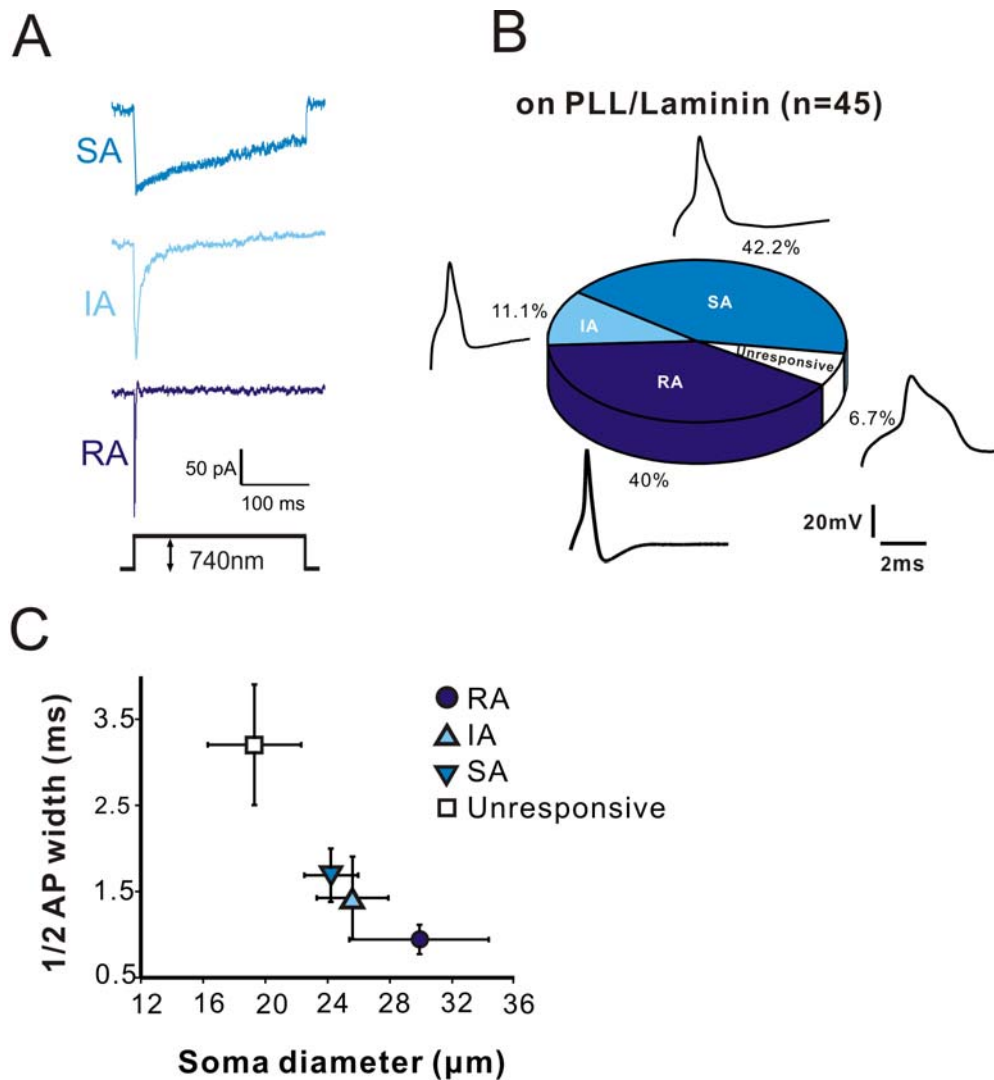 A
SA
IA
RA
50 pA
100 ms
740nm
B
on PLL/Laminin (n=45)
42.2%
11.1%
SA
IA
Unresponsive
RA
6.7%
40%
20mV
2ms
C
1/2 AP width (ms)
3.5
2.5
1.5
0.5
12 16 20 24 28 32 36
Soma diameter (µm)
RA
IA
SA
Unresponsive